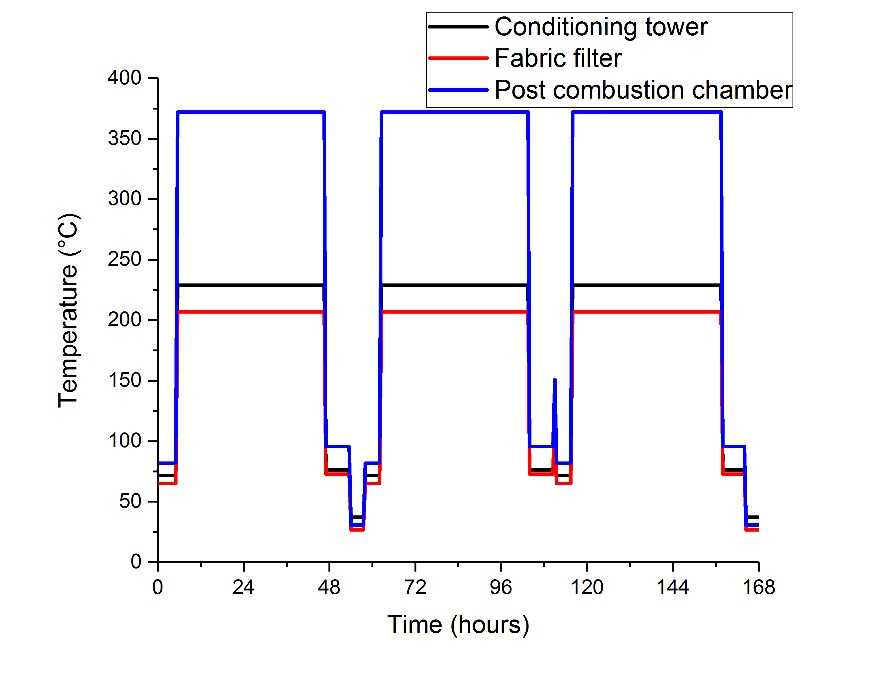 Conditioning tower
Fabric filter
Post combustion chamber
400
350
300
250
200
150
100
50
0
Temperature (°C)
0 24 48 72 96 120 144 168
Time (hours)